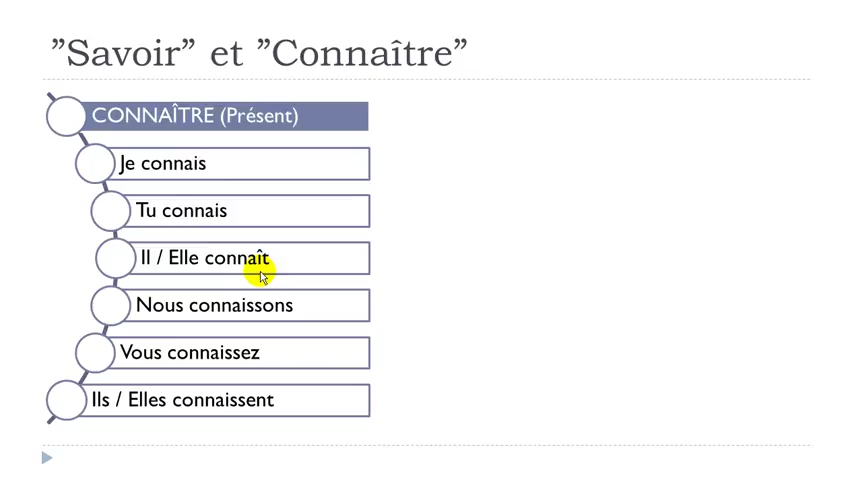 ”Savoir” et ”Connaître”
CONNAÎTRE (Présent)
Je connais
Tu connais
Il / Elle connaît
Nous connaissons
Vous connaissez
Ils / Elles connaissent